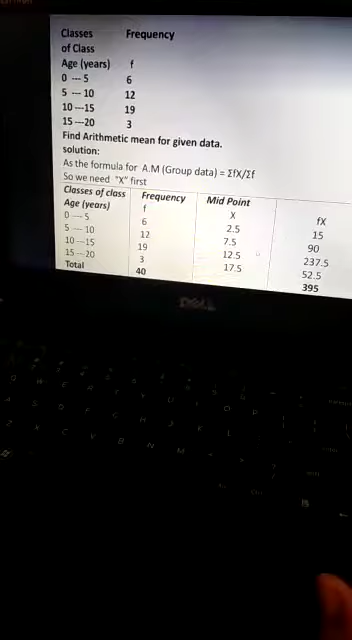 Classes Frequency
of Class
Age (years) f
0 --- 5 6
5 --- 10 12
10 ---15 19
15 ---20 3
Find Arithmetic mean for given data.
solution:
As the formula for A.M (Group data) = ΣfX/Σf
So we need "X" first
Classes of class Frequency Mid Point
Age (years) f X fX
0 ---5 6 2.5 15
5 --- 10 12 7.5 90
10 ---15 19 12.5 237.5
15 ---20 3 17.5 52.5
Total 40 395
DELL
Q W E R T Y U O P
A S D F G H J K L
Z X C V B N M